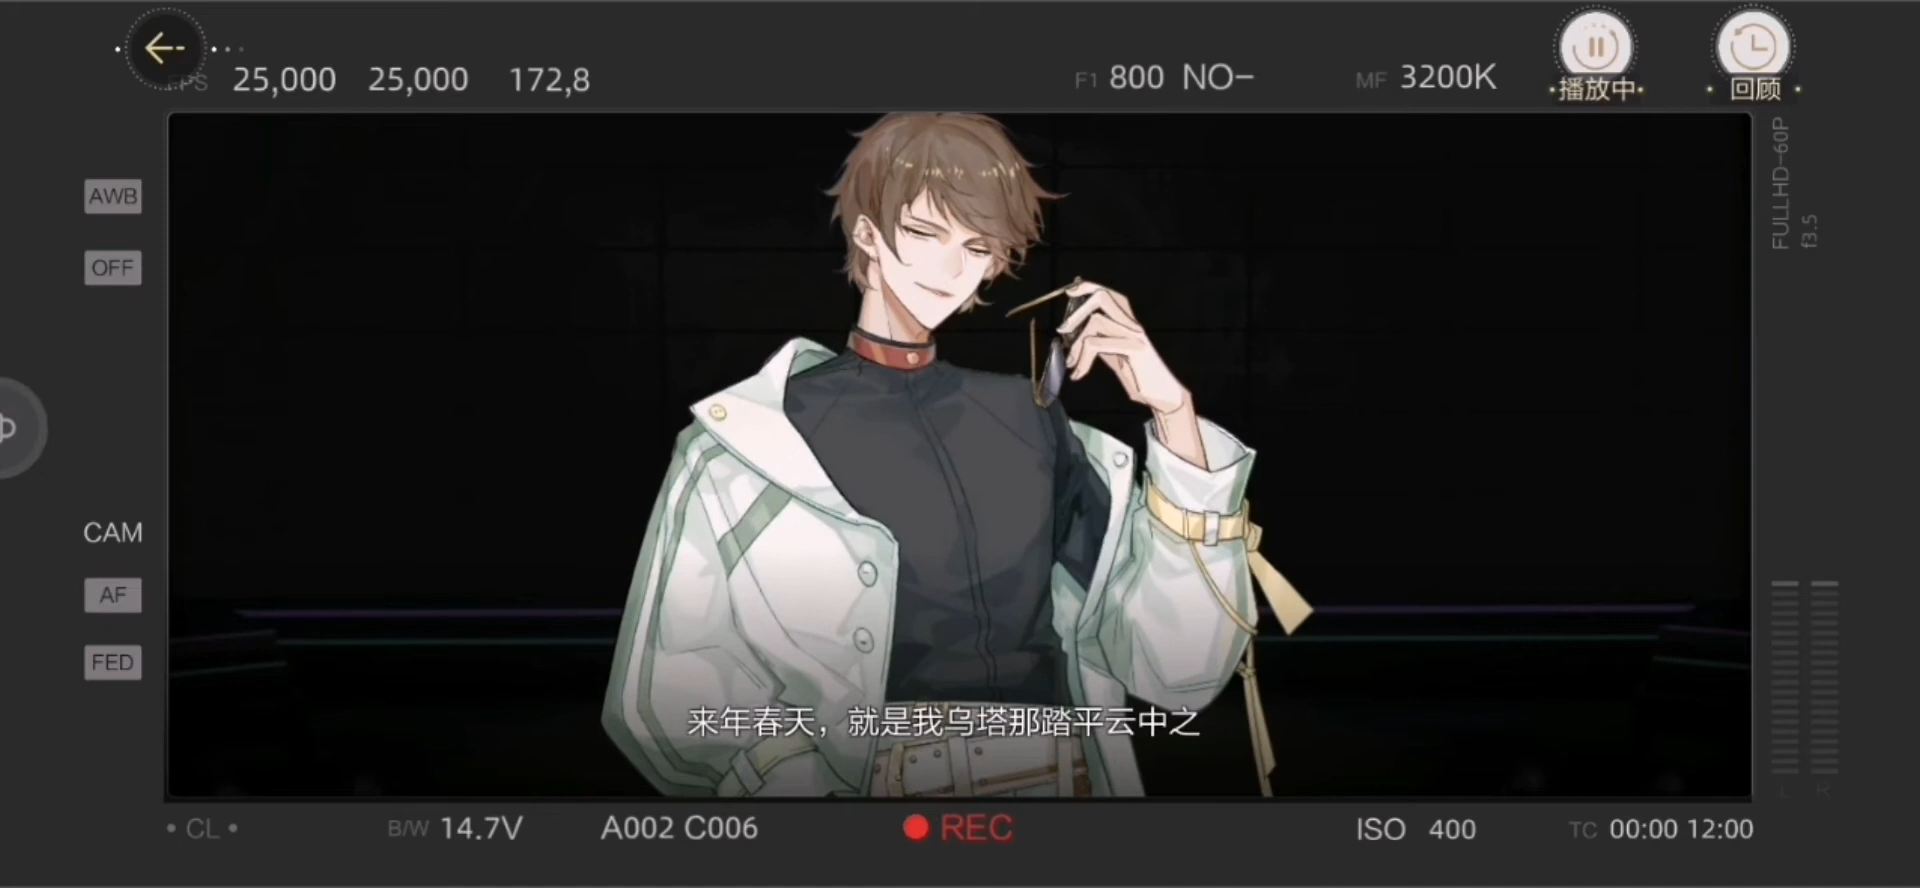 FPS 25,000 25,000 172,8 F1 800 NO− MF 3200K
播放中 回顾
AWB
OFF
FULLHD−60P
f3.5
中
CAM
AF
FED
来年春天，就是我乌塔那踏平云中之
L R
• CL • B/W 14.7V A002 C006 REC ISO 400 TC 00:00 12:00